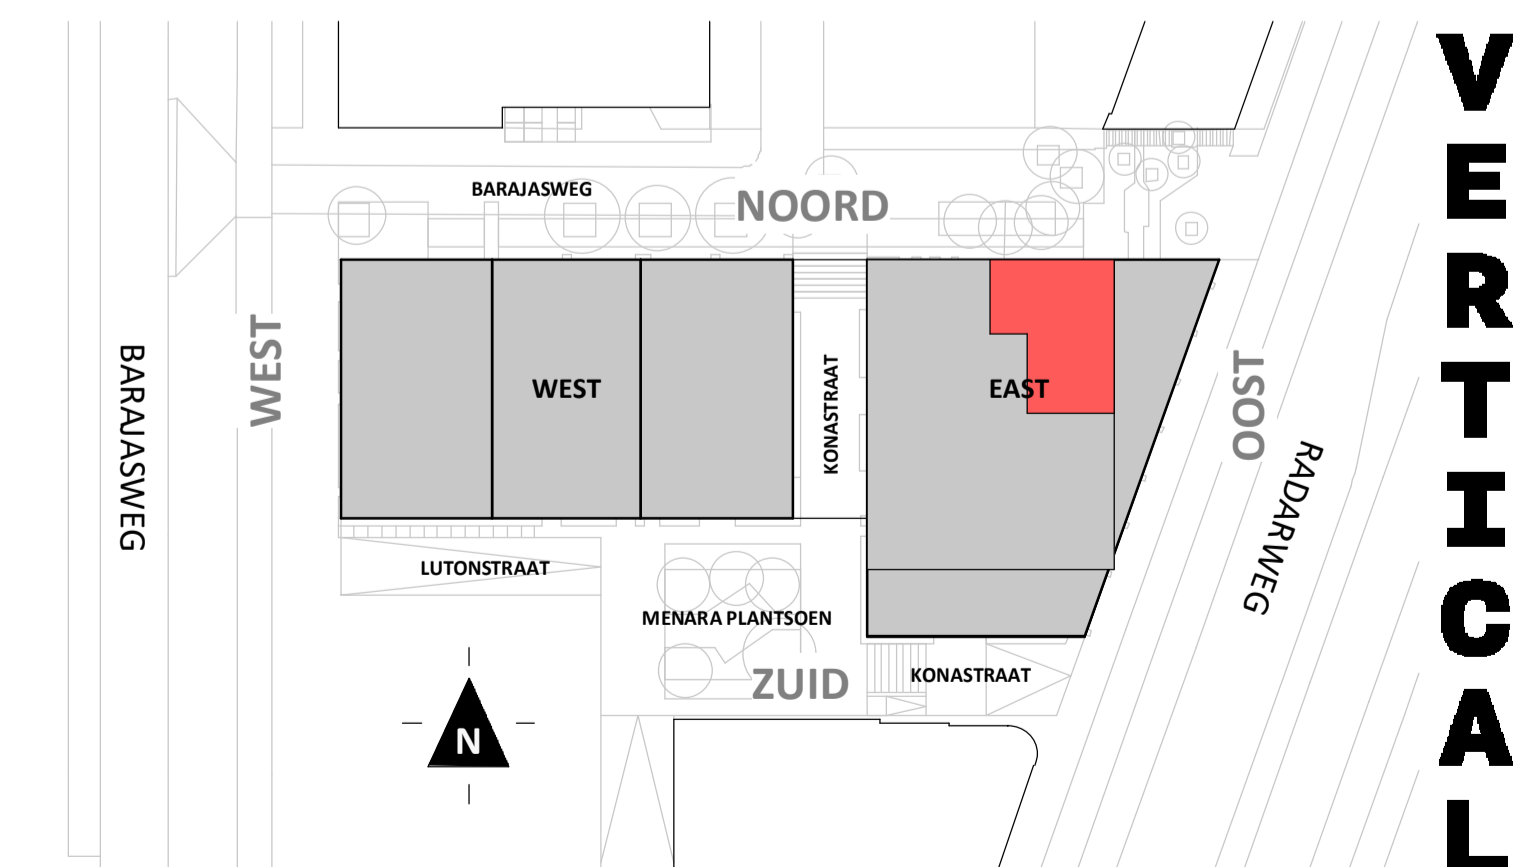 BARAJASWEG
NOORD
WEST
BARAJASWEG
WEST
KONASTRAAT
EAST
OOST
RADARWEG
LUTONSTRAAT
MENARA PLANTSOEN
ZUID
KONASTRAAT
N
VERTICAL